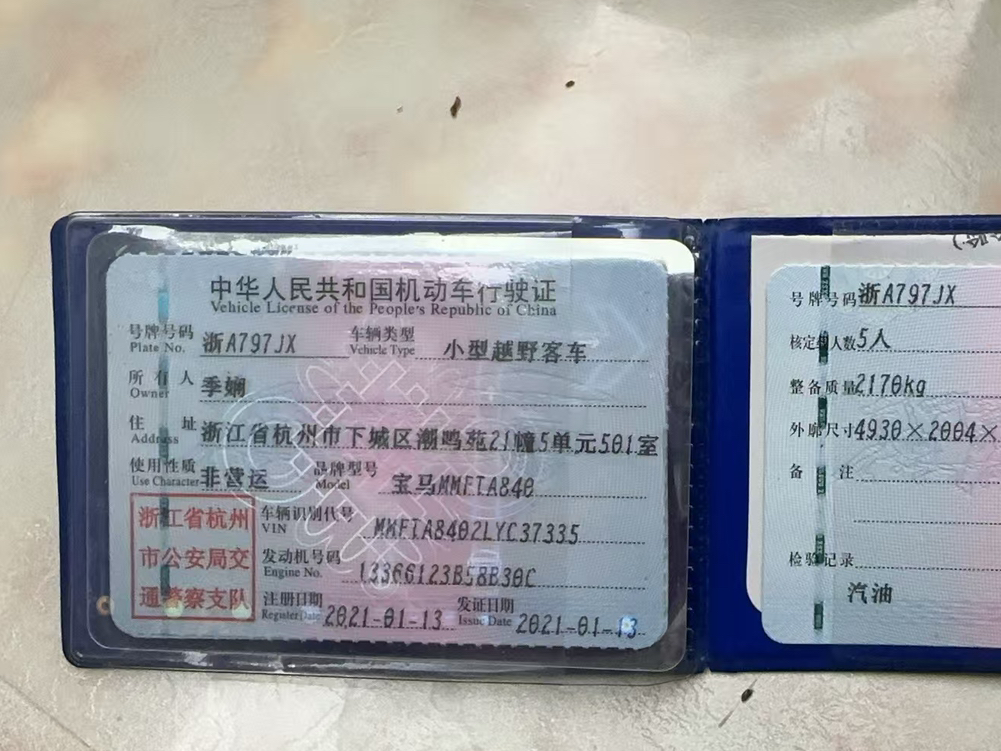 中华人民共和国机动车行驶证
Vehicle License of the People's Republic of China
号牌号码 浙A797JX 车辆类型 小型越野客车
Plate No. Vehicle Type
所有人 季娴
Owner
住址 浙江省杭州市下城区潮鸣苑21幢5单元501室
Address
使用性质 非营运 品牌型号 宝马MMFTA840
Use Character Model
浙江省杭州
市公安局交
通警察支队
车辆识别代号 MMFTA8402LYC37335
VIN
发动机号码 13366123B58B30C
Engine No.
注册日期 2021-01-13 发证日期 2021-01-13
Register Date Issue Date
号牌号码 浙A797JX
核定载人数 5人
整备质量 2170kg
外廓尺寸 4930×2004×
备注
检验记录
汽油